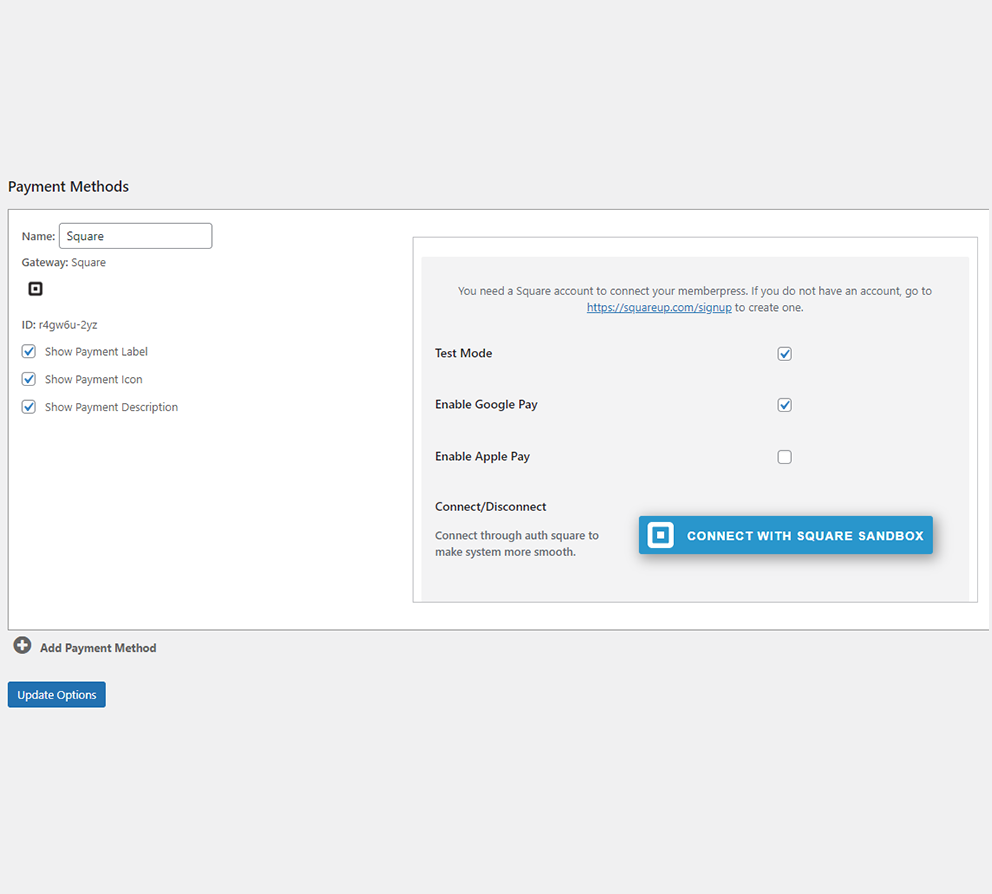 Payment Methods
Name: Square
Gateway: Square
ID: r4gw6u-2yz
Show Payment Label
Show Payment Icon
Show Payment Description
You need a Square account to connect your memberpress. If you do not have an account, go to
https://squareup.com/signup to create one.
Test Mode
Enable Google Pay
Enable Apple Pay
Connect/Disconnect
Connect through auth square to
make system more smooth.
CONNECT WITH SQUARE SANDBOX
Add Payment Method
Update Options